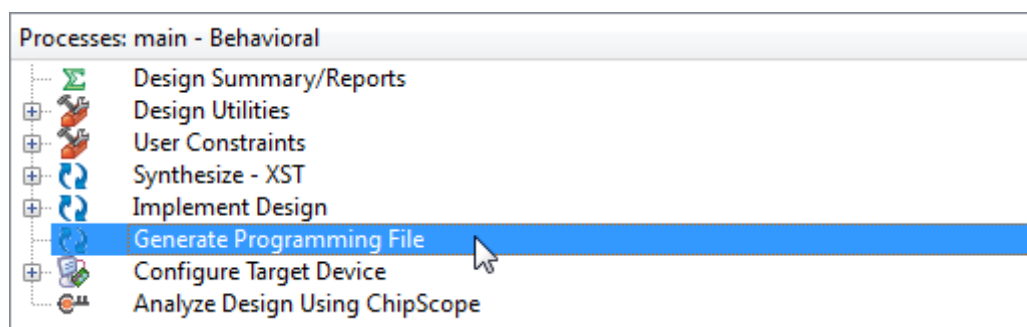 Processes: main - Behavioral
Design Summary/Reports
Design Utilities
User Constraints
Synthesize - XST
Implement Design
Generate Programming File
Configure Target Device
Analyze Design Using ChipScope